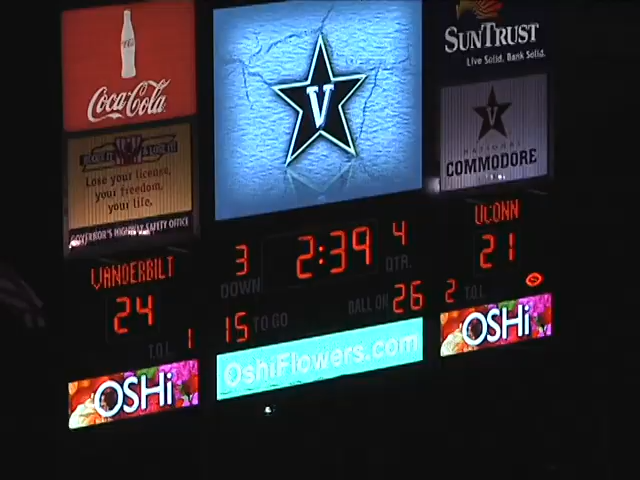 Coca-Cola
Lose your license,
your freedom,
your life.
GOVERNOR'S HIGHWAY SAFETY OFFICE
V
SUNTRUST
Live Solid. Bank Solid.
V
NATIONAL
COMMODORE
VANDERBILT
24
T.O.L. 1
3
DOWN
2:39
4
QTR.
15 TO GO
BALL ON 26
UCONN
21
2 T.O.L.
OSHi
OshiFlowers.com
OSHi